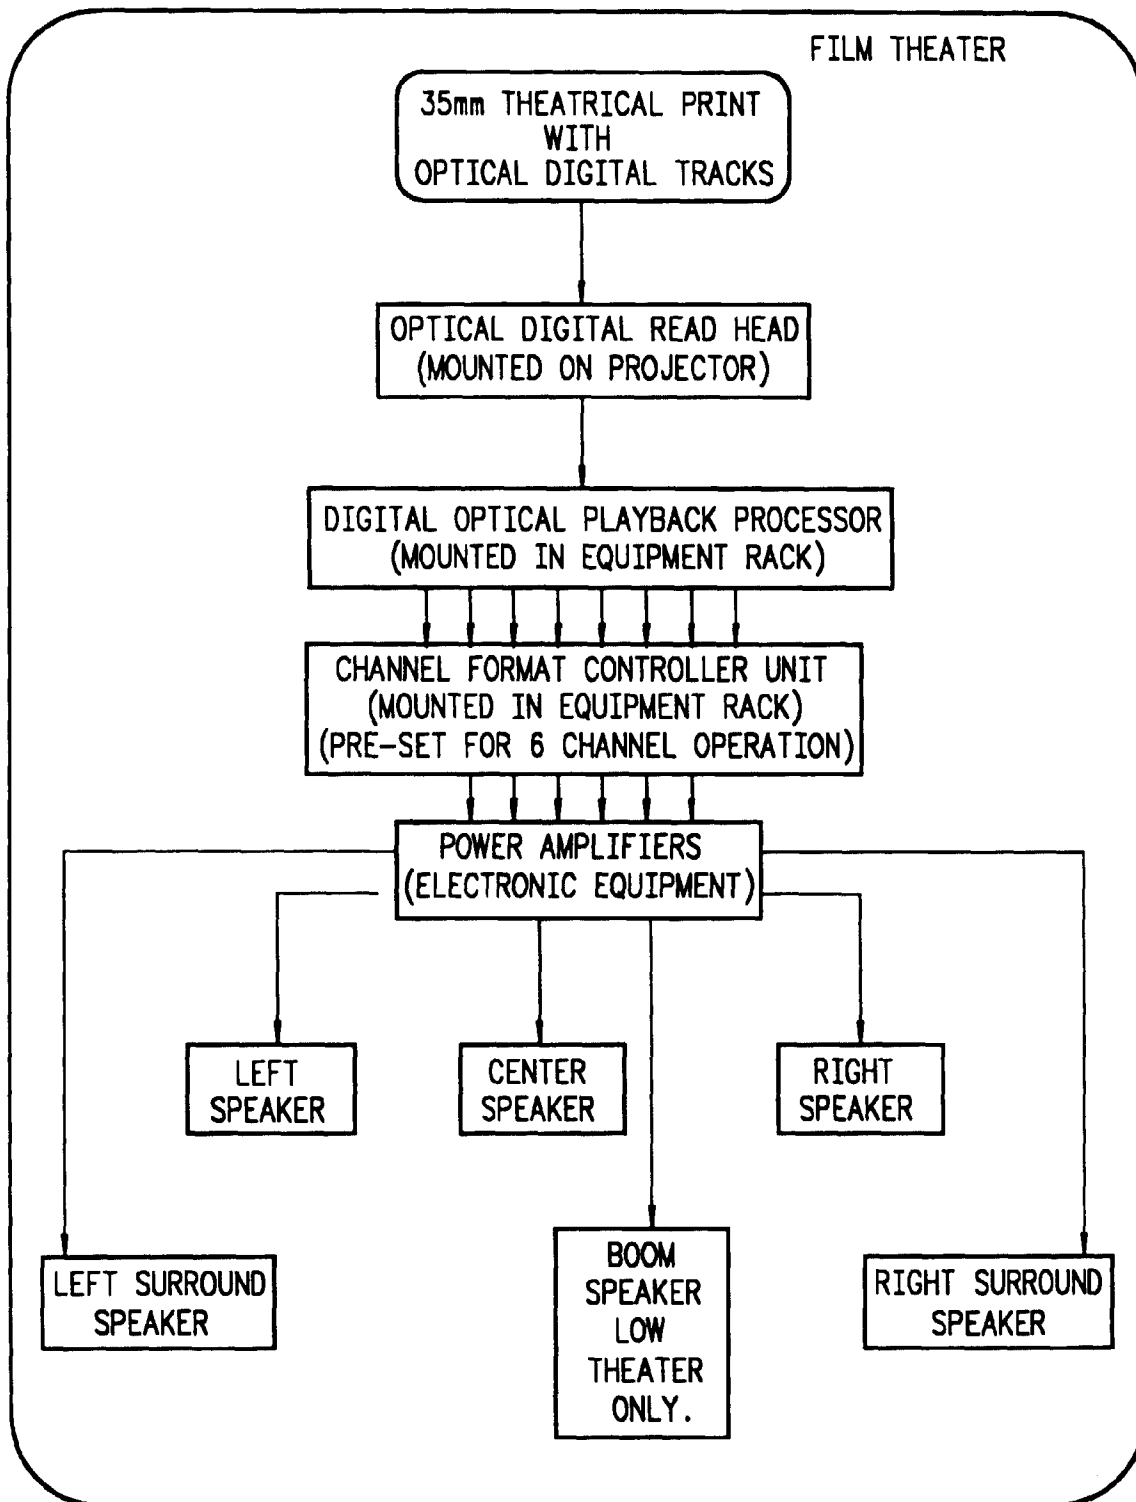 FILM THEATER
35mm THEATRICAL PRINT
WITH
OPTICAL DIGITAL TRACKS
OPTICAL DIGITAL READ HEAD
(MOUNTED ON PROJECTOR)
DIGITAL OPTICAL PLAYBACK PROCESSOR
(MOUNTED IN EQUIPMENT RACK)
CHANNEL FORMAT CONTROLLER UNIT
(MOUNTED IN EQUIPMENT RACK)
(PRE-SET FOR 6 CHANNEL OPERATION)
POWER AMPLIFIERS
(ELECTRONIC EQUIPMENT)
LEFT
SPEAKER
CENTER
SPEAKER
RIGHT
SPEAKER
LEFT SURROUND
SPEAKER
BOOM
SPEAKER
LOW
THEATER
ONLY.
RIGHT SURROUND
SPEAKER